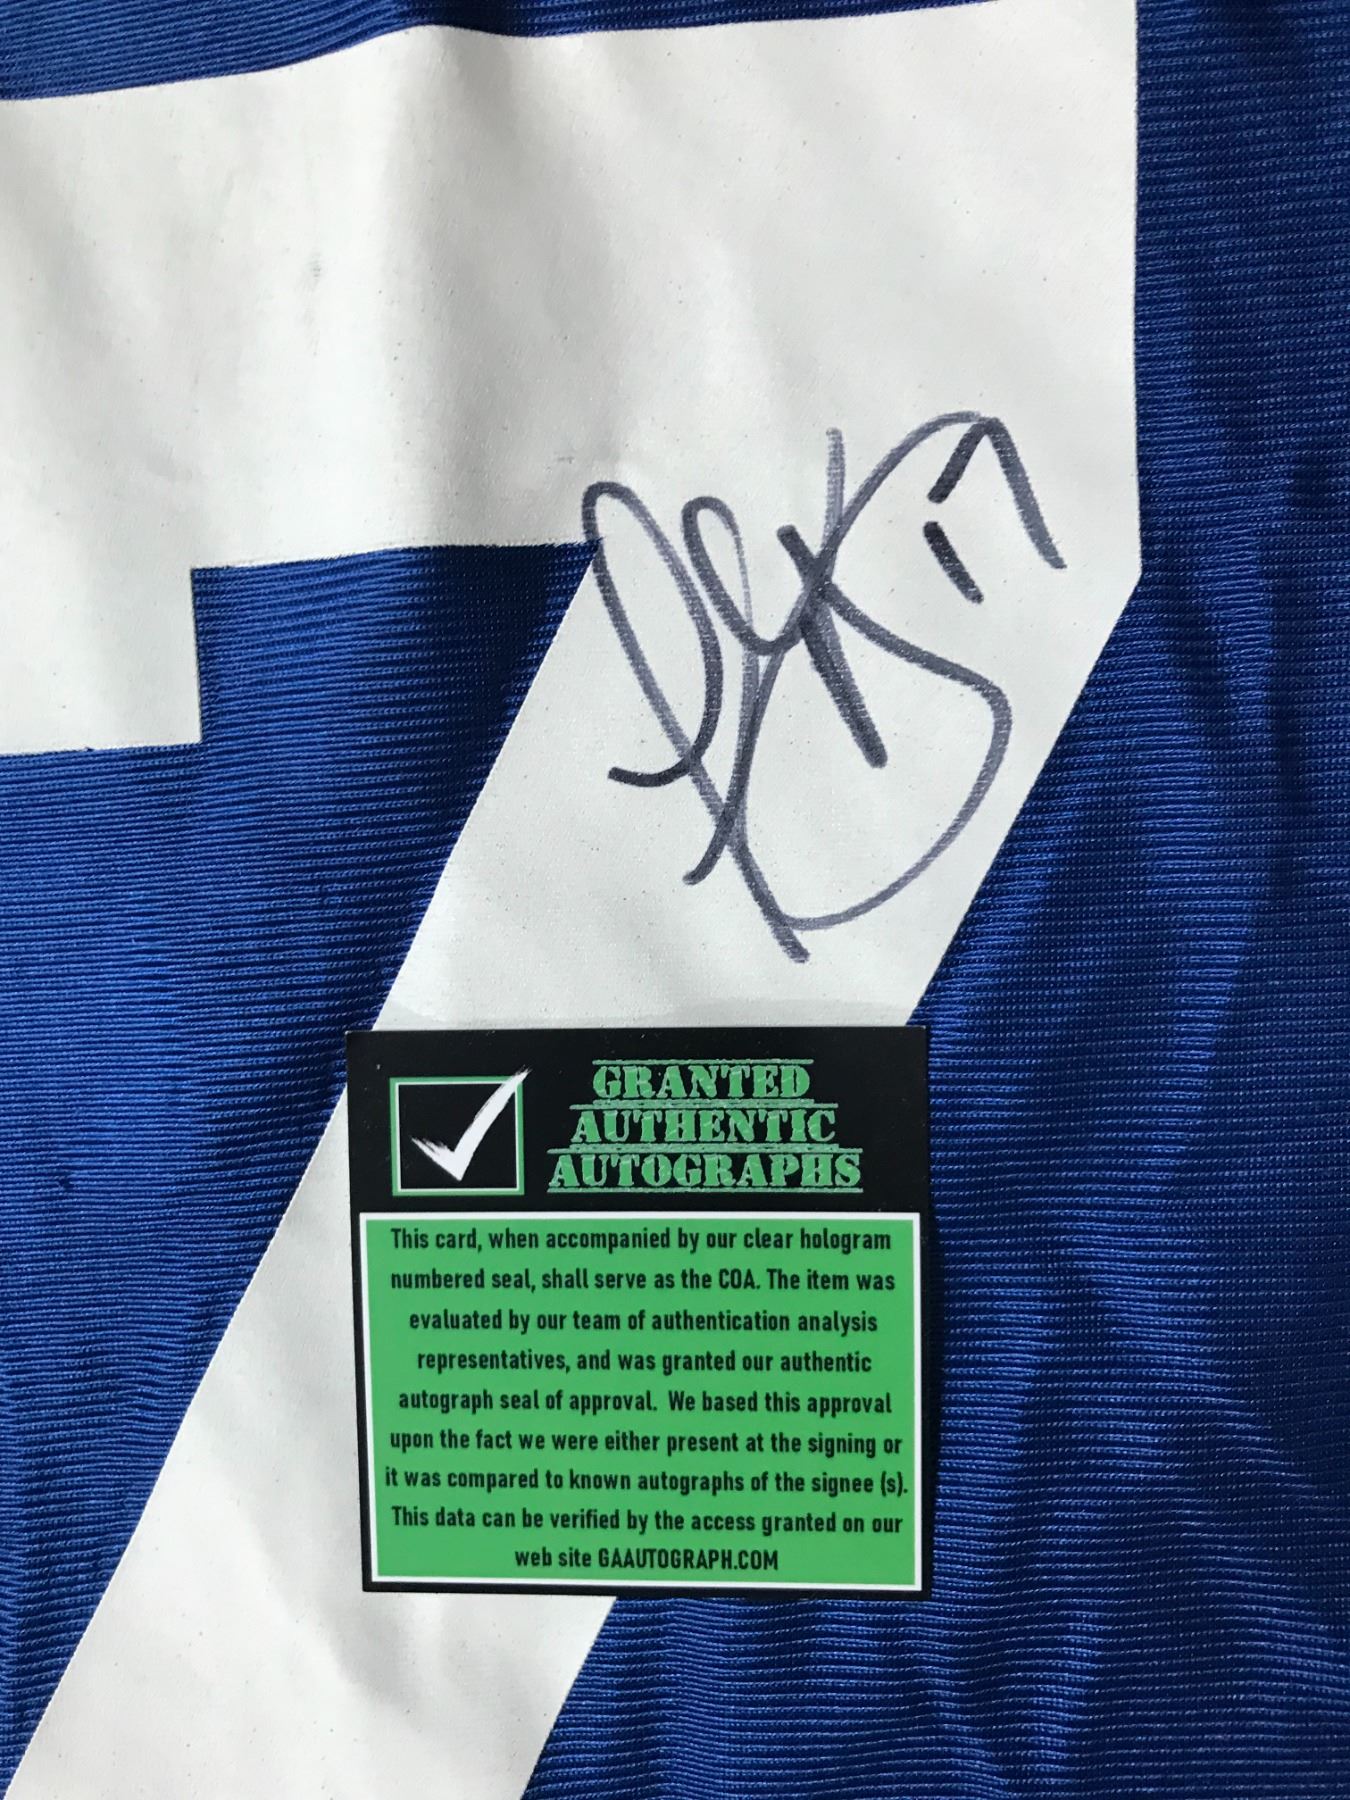 7
17
GRANTED
AUTHENTIC
AUTOGRAPHS
This card, when accompanied by our clear hologram
numbered seal, shall serve as the COA. The item was
evaluated by our team of authentication analysis
representatives, and was granted our authentic
autograph seal of approval. We based this approval
upon the fact we were either present at the signing or
it was compared to known autographs of the signee (s).
This data can be verified by the access granted on our
web site GAAUTOGRAPH.COM